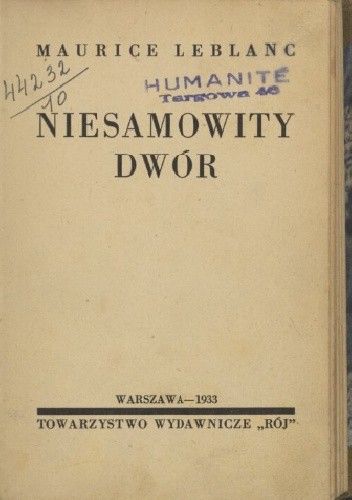 MAURICE LEBLANC
44232
10
HUMANITÉ
Targowa 46
NIESAMOWITY
DWÓR
WARSZAWA—1933
TOWARZYSTWO WYDAWNICZE „RÓJ"